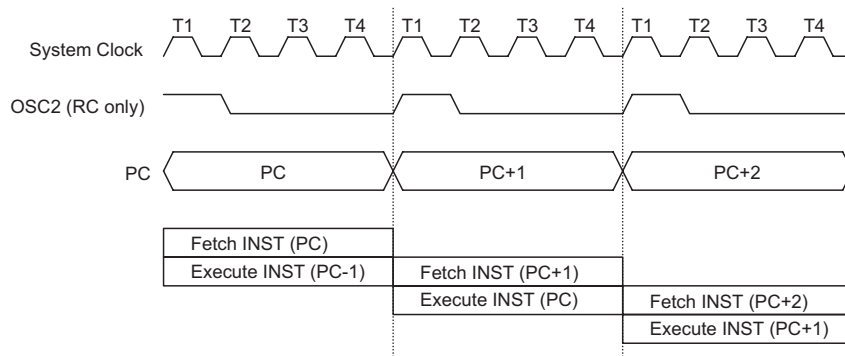 T1 T2 T3 T4 T1 T2 T3 T4 T1 T2 T3 T4
System Clock
OSC2 (RC only)
PC PC PC+1 PC+2
Fetch INST (PC)
Execute INST (PC-1) Fetch INST (PC+1)
Execute INST (PC) Fetch INST (PC+2)
Execute INST (PC+1)